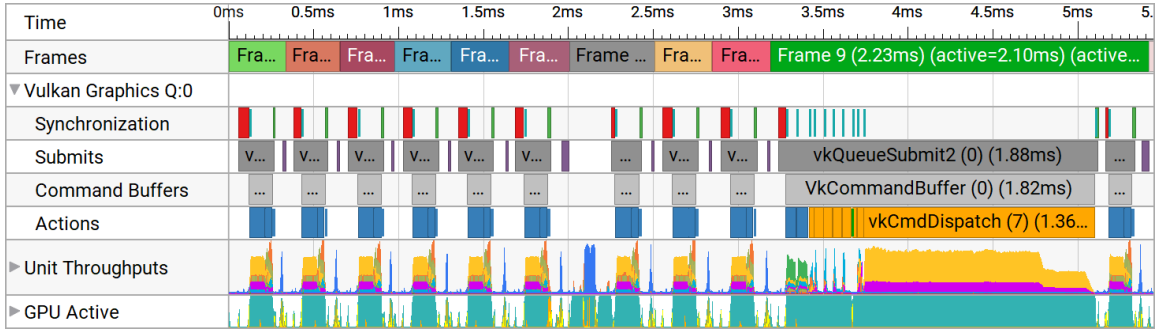 Time 0ms 0.5ms 1ms 1.5ms 2ms 2.5ms 3ms 3.5ms 4ms 4.5ms 5ms 5.
Frames Fra... Fra... Fra... Fra... Fra... Fra... Frame ... Fra... Fra... Frame 9 (2.23ms) (active=2.10ms) (active...
Vulkan Graphics Q:0
Synchronization
Submits v... v... v... v... v... v... ... v... v... vkQueueSubmit2 (0) (1.88ms) ...
Command Buffers ... ... ... ... ... ... ... ... ... VkCommandBuffer (0) (1.82ms) ...
Actions vkCmdDispatch (7) (1.36...
Unit Throughputs
GPU Active